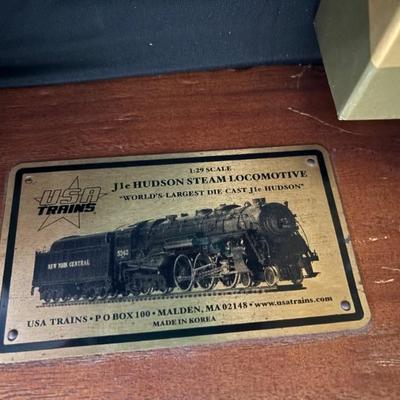 USA
TRAINS
1:29 SCALE
J1e HUDSON STEAM LOCOMOTIVE
"WORLD'S LARGEST DIE CAST J1e HUDSON"
NEW YORK CENTRAL
USA TRAINS • P O BOX 100 • MALDEN, MA 02148 • www.usatrains.com
MADE IN KOREA